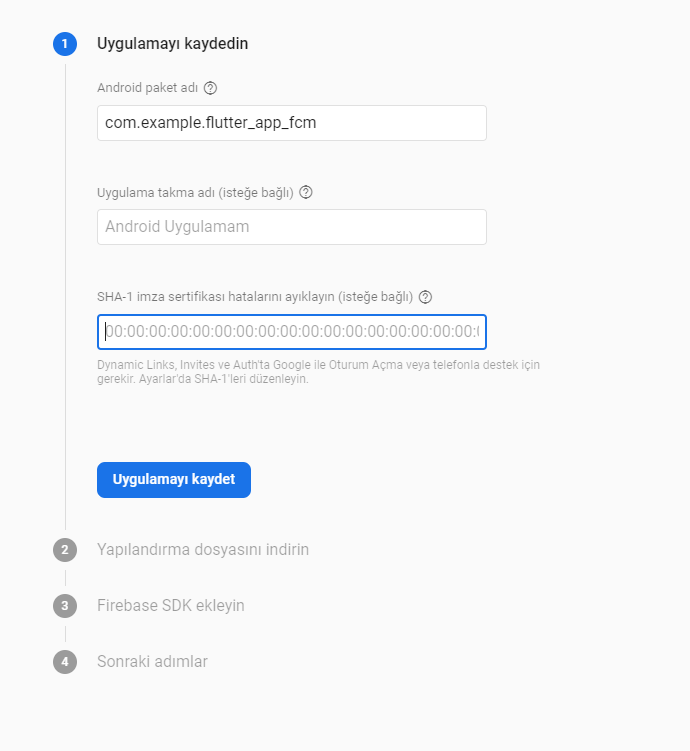 1
Uygulamayı kaydedin
Android paket adı
com.example.flutter_app_fcm
Uygulama takma adı (isteğe bağlı)
Android Uygulamam
SHA-1 imza sertifikası hatalarını ayıklayın (isteğe bağlı)
00:00:00:00:00:00:00:00:00:00:00:00:00:00:00:00:00:
Dynamic Links, Invites ve Auth'ta Google ile Oturum Açma veya telefonla destek için
gerekir. Ayarlar'da SHA-1'leri düzenleyin.
Uygulamayı kaydet
2
Yapılandırma dosyasını indirin
3
Firebase SDK ekleyin
4
Sonraki adımlar